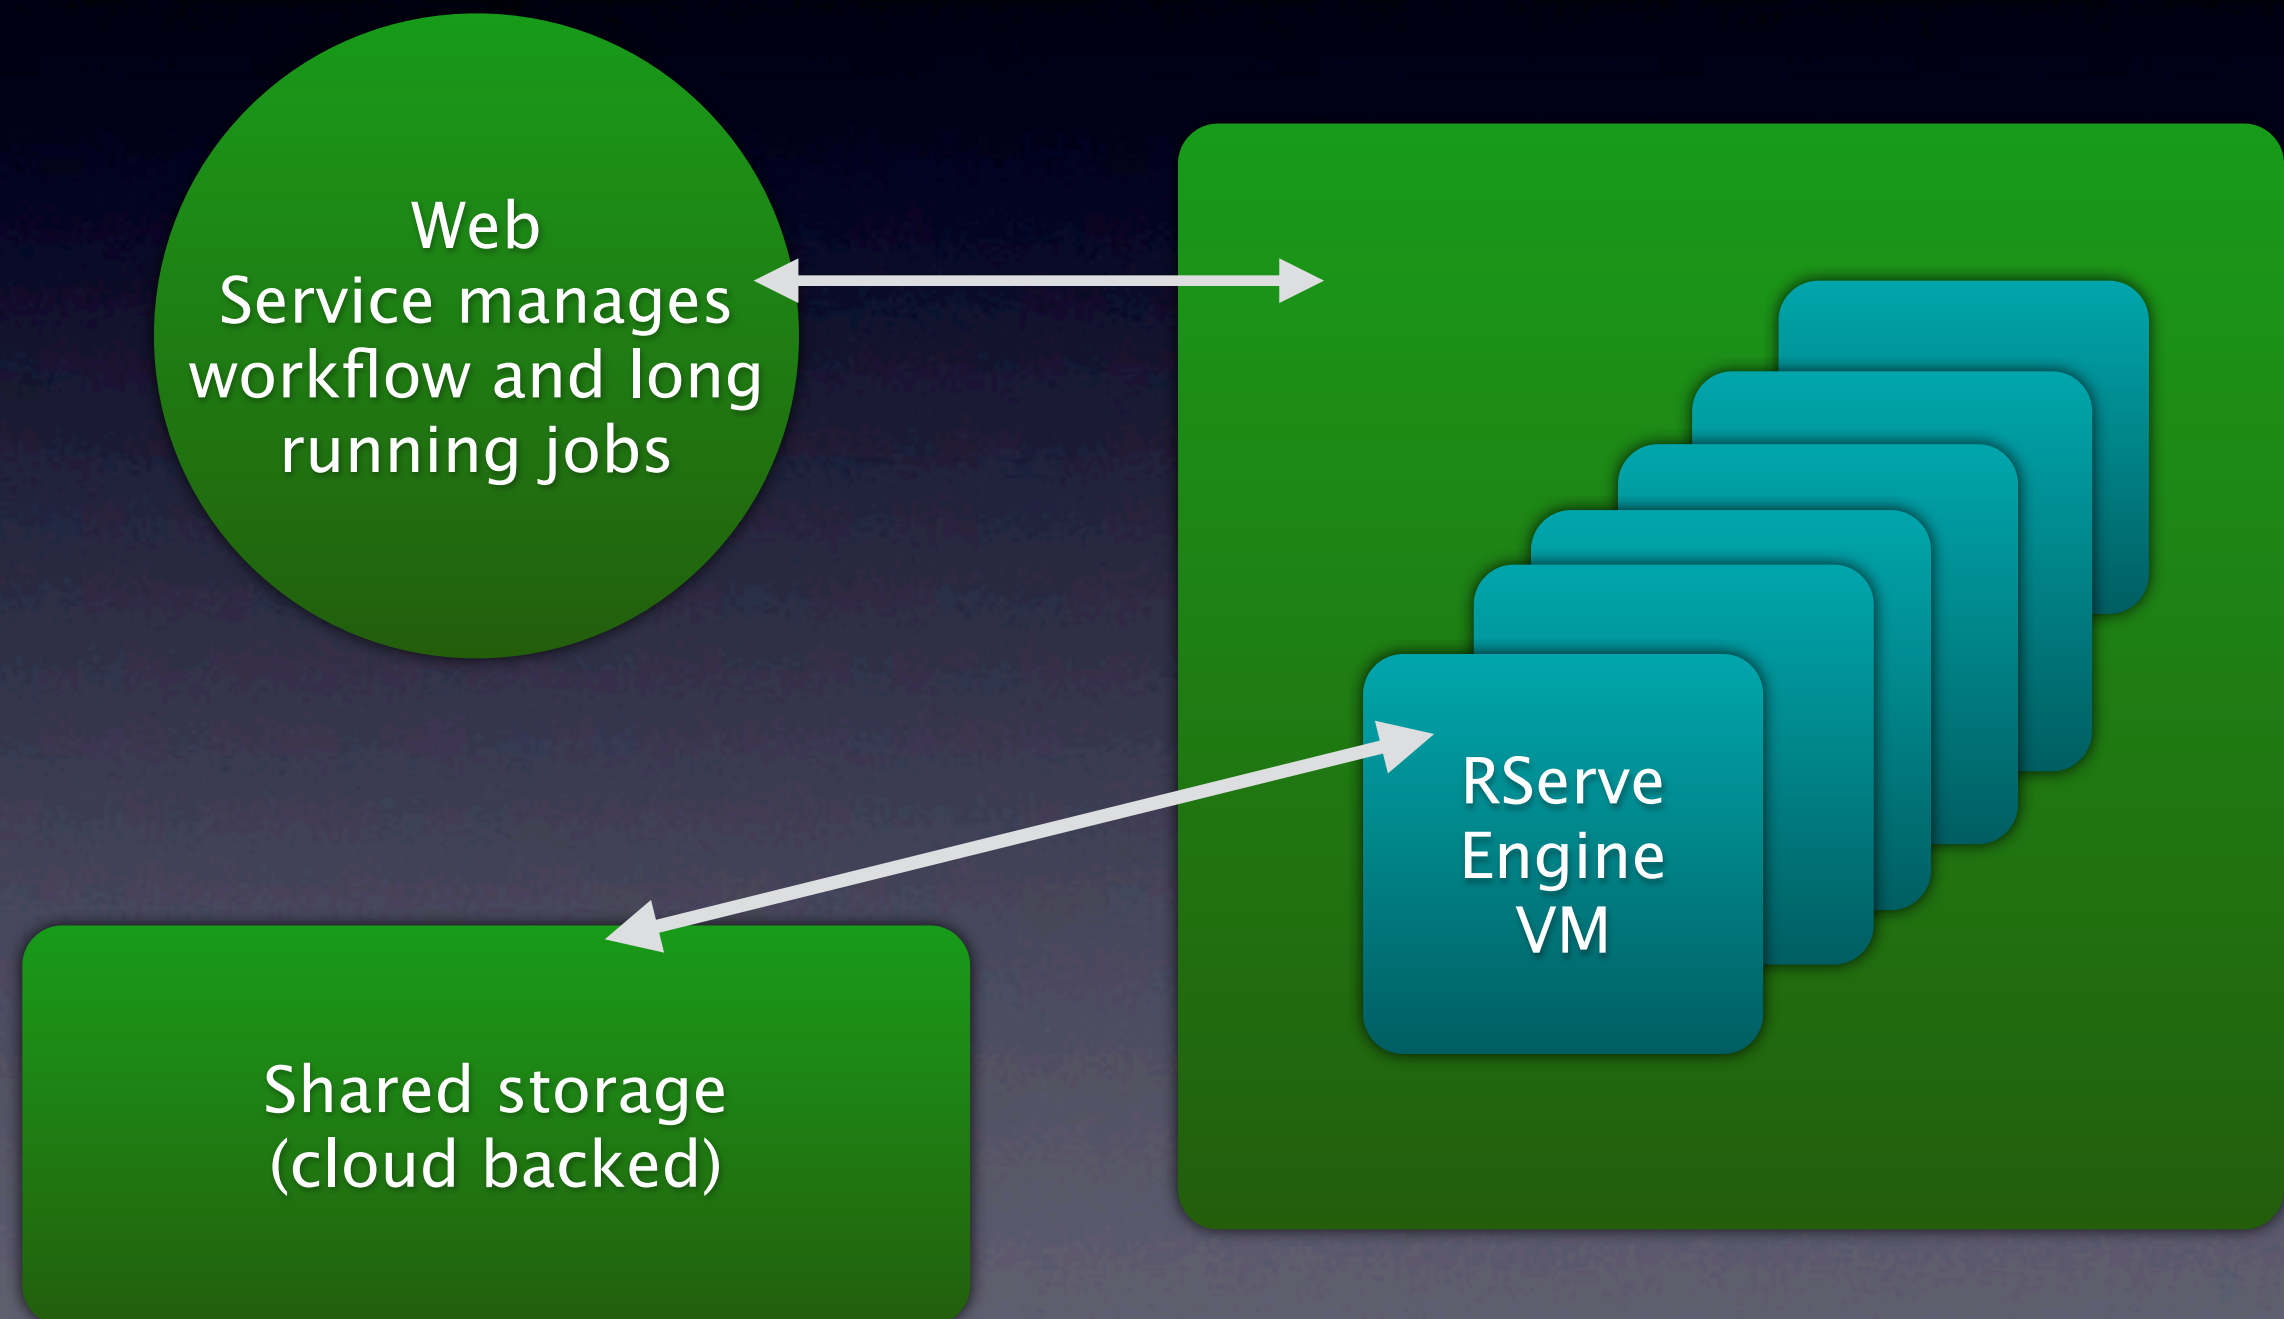 Web
Service manages
workflow and long
running jobs
RServe
Engine
VM
Shared storage
(cloud backed)